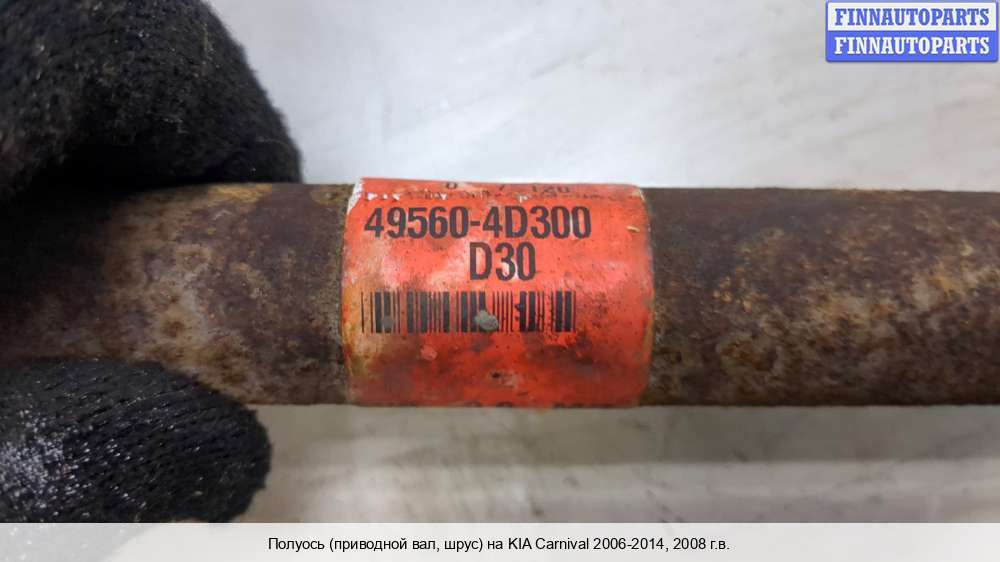 FINNAUTOPARTS
FINNAUTOPARTS
49560-4D300
D30
Полуось (приводной вал, шрус) на KIA Carnival 2006-2014, 2008 г.в.